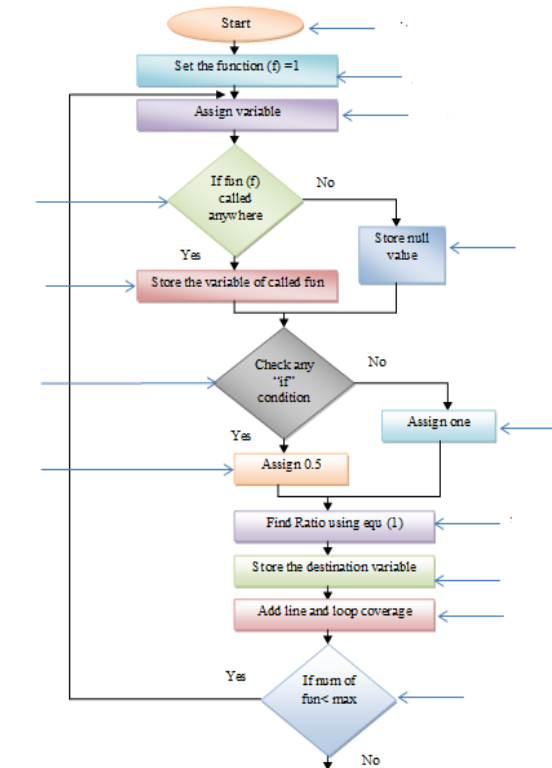 Start
Set the function (f) =1
Assign variable
If fun (f)
called
anywhere
No
Store null
value
Yes
Store the variable of called fun
Check any
“if”
condition
No
Assign one
Yes
Assign 0.5
Find Ratio using equ (1)
Store the destination variable
Add line and loop coverage
Yes
If num of
fun< max
No